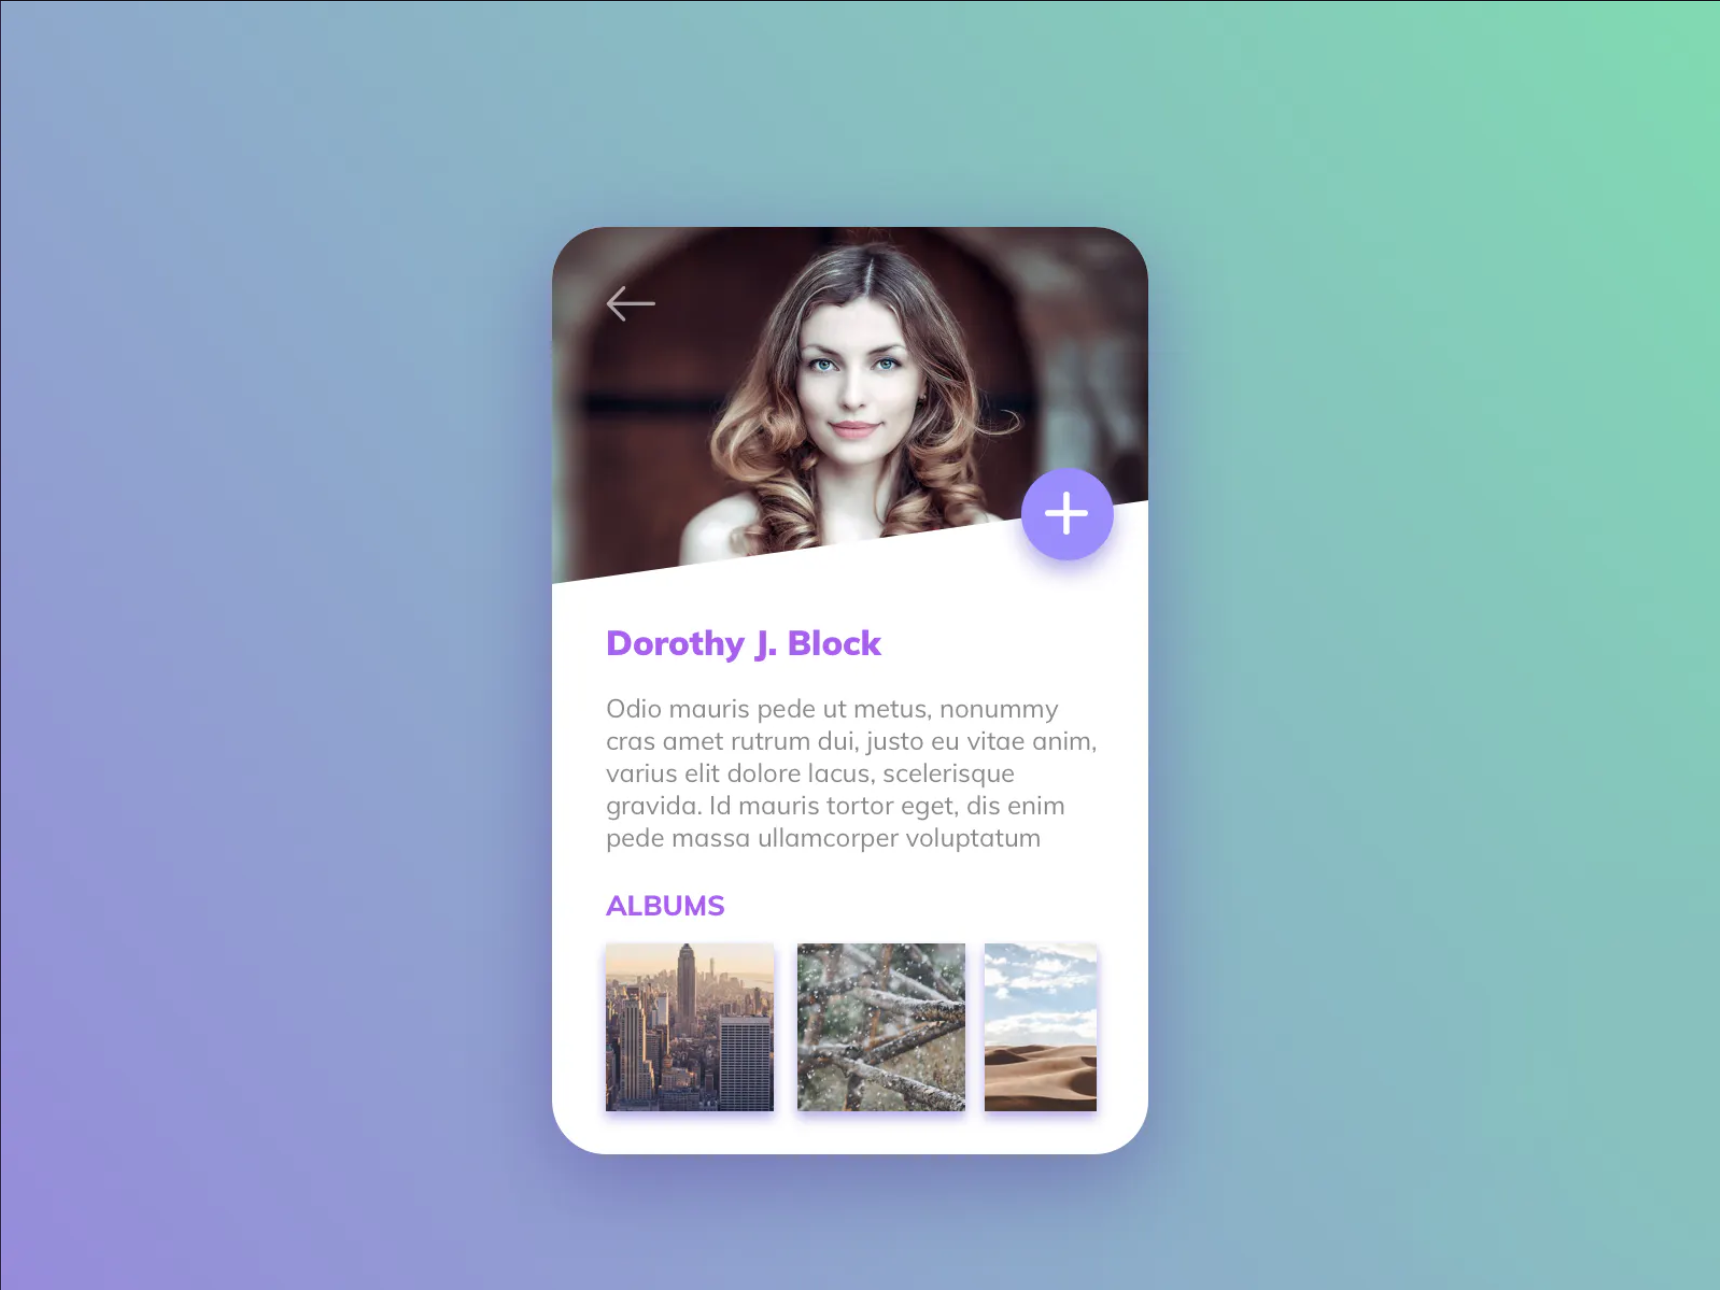 Dorothy J. Block
Odio mauris pede ut metus, nonummy
cras amet rutrum dui, justo eu vitae anim,
varius elit dolore lacus, scelerisque
gravida. Id mauris tortor eget, dis enim
pede massa ullamcorper voluptatum
ALBUMS